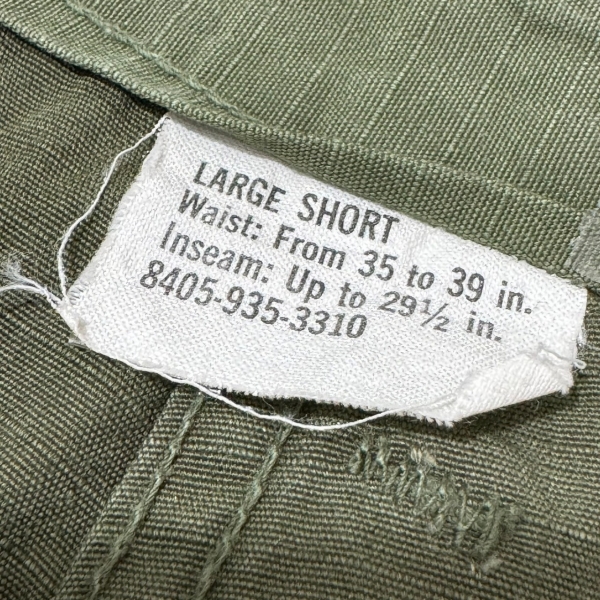 LARGE SHORT
Waist: From 35 to 39 in.
Inseam: Up to 29½ in.
8405-935-3310